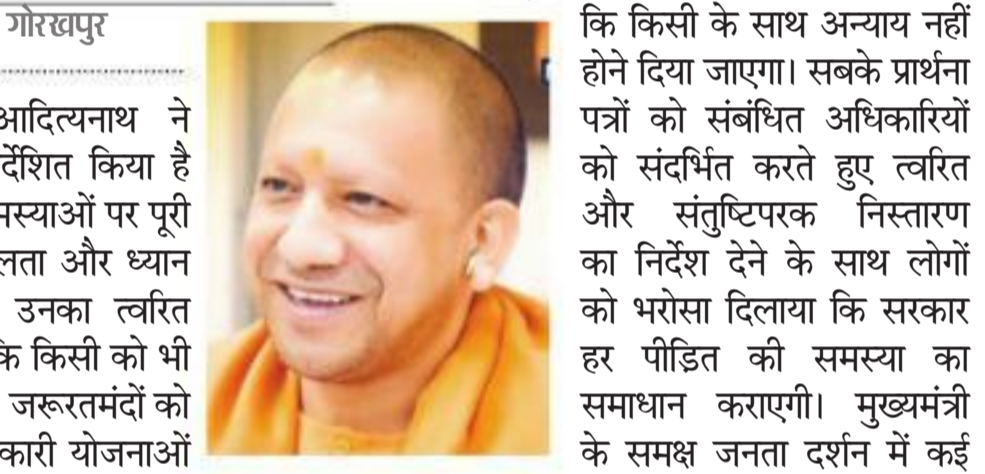 गोरखपुर
आदित्यनाथ ने
र्देशित किया है
मस्याओं पर पूरी
लता और ध्यान
उनका त्वरित
कि किसी को भी
जरूरतमंदों को
कारी योजनाओं
कि किसी के साथ अन्याय नहीं
होने दिया जाएगा। सबके प्रार्थना
पत्रों को संबंधित अधिकारियों
को संदर्भित करते हुए त्वरित
और संतुष्टिपरक निस्तारण
का निर्देश देने के साथ लोगों
को भरोसा दिलाया कि सरकार
हर पीड़ित की समस्या का
समाधान कराएगी। मुख्यमंत्री
के समक्ष जनता दर्शन में कई